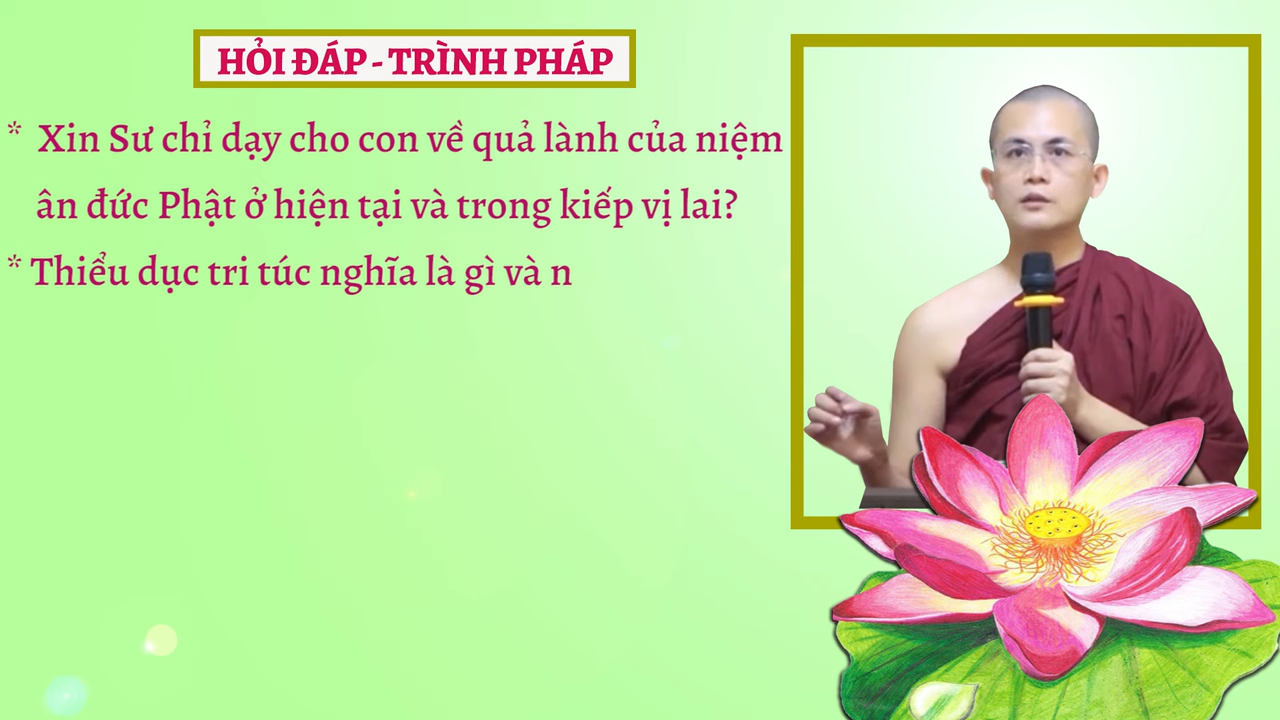 HỎI ĐÁP - TRÌNH PHÁP
* Xin Sư chỉ dạy cho con về quả lành của niệm
ân đức Phật ở hiện tại và trong kiếp vị lai?
* Thiểu dục tri túc nghĩa là gì và n